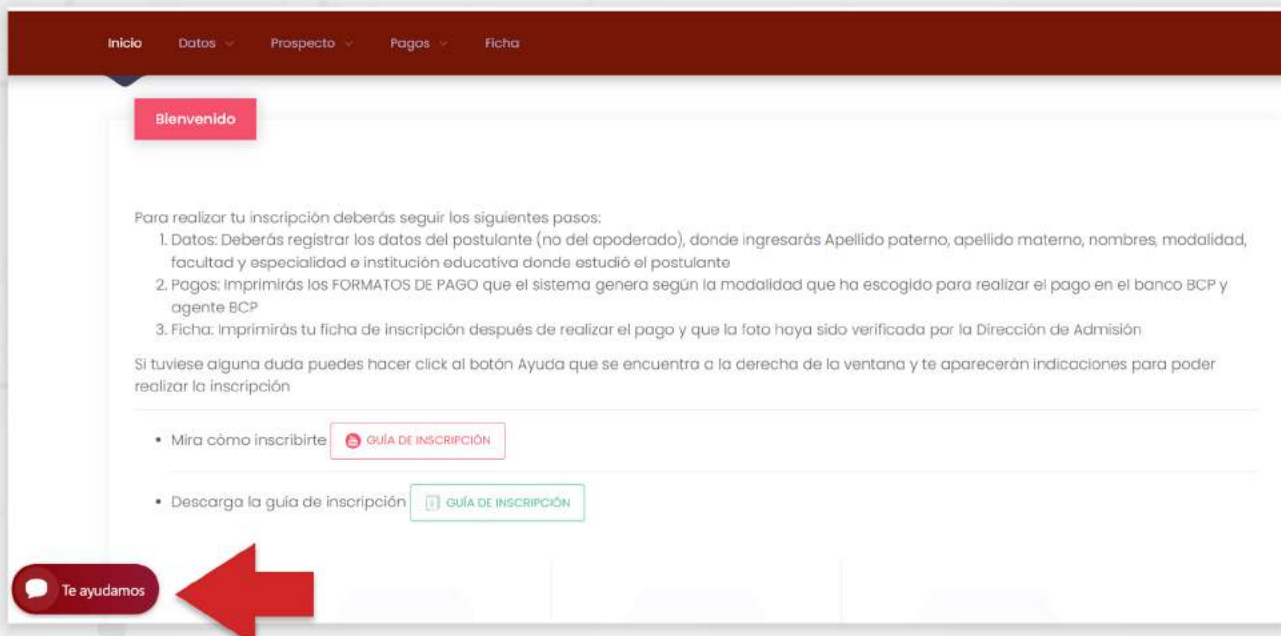 Inicio Datos Prospecto Pagos Ficha
Bienvenido
Para realizar tu inscripción deberás seguir los siguientes pasos:
1. Datos: Deberás registrar los datos del postulante (no del apoderado), donde ingresarás Apellido paterno, apellido materno, nombres, modalidad,
facultad y especialidad e institución educativa donde estudió el postulante
2. Pagos: Imprimirás los FORMATOS DE PAGO que el sistema genera según la modalidad que ha escogido para realizar el pago en el banco BCP y
agente BCP
3. Ficha: Imprimirás tu ficha de inscripción después de realizar el pago y que la foto haya sido verificada por la Dirección de Admisión
Si tuviese alguna duda puedes hacer click al botón Ayuda que se encuentra a la derecha de la ventana y te aparecerán indicaciones para poder
realizar la inscripción
• Mira cómo inscribirte GUÍA DE INSCRIPCIÓN
• Descarga la guía de inscripción GUÍA DE INSCRIPCIÓN
Te ayudamos